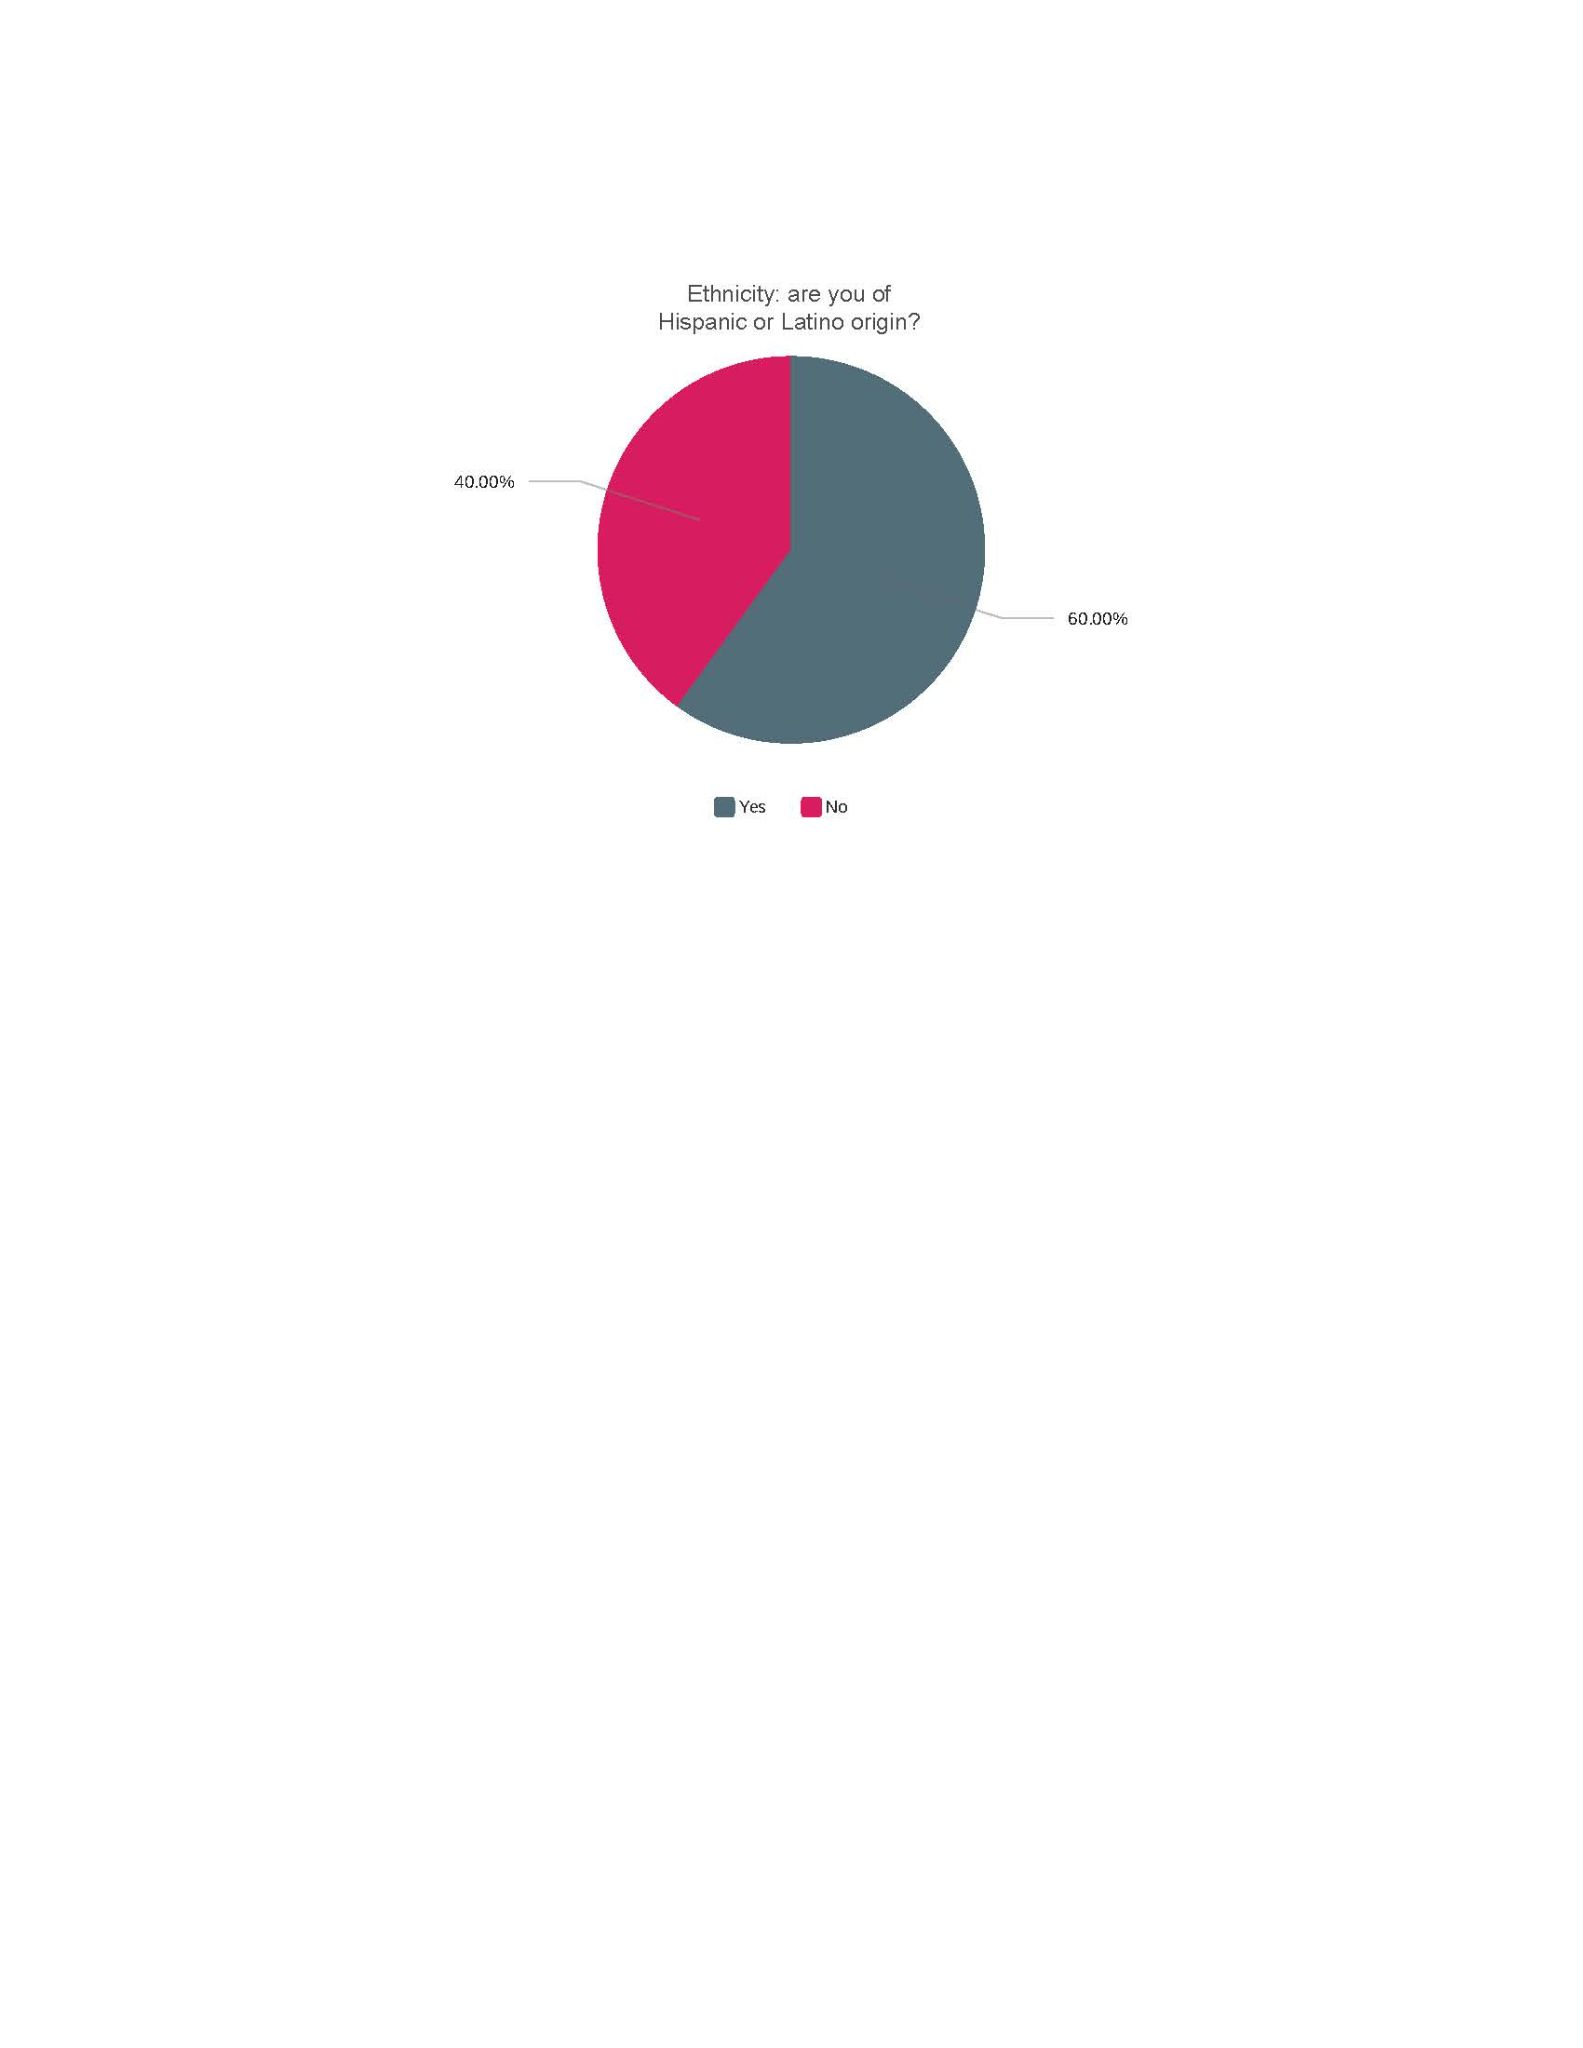 Ethnicity: are you of
Hispanic or Latino origin?
40.00%
60.00%
Yes
No